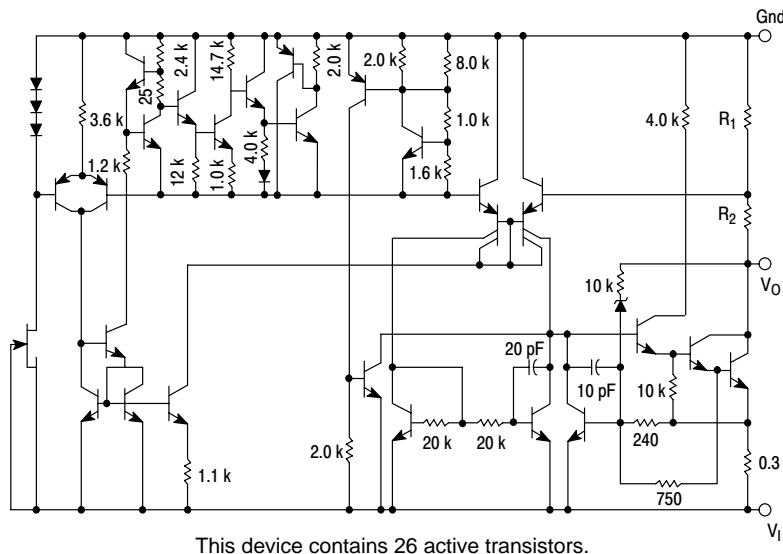 Gnd
2.4 k
14.7 k
2.0 k
2.0 k
8.0 k
25
3.6 k
4.0 k
1.0 k
4.0 k
R1
1.2 k
12 k
1.0 k
1.6 k
R2
10 k
VO
20 pF
10 pF
10 k
20 k
20 k
240
2.0 k
0.3
1.1 k
750
VI
This device contains 26 active transistors.